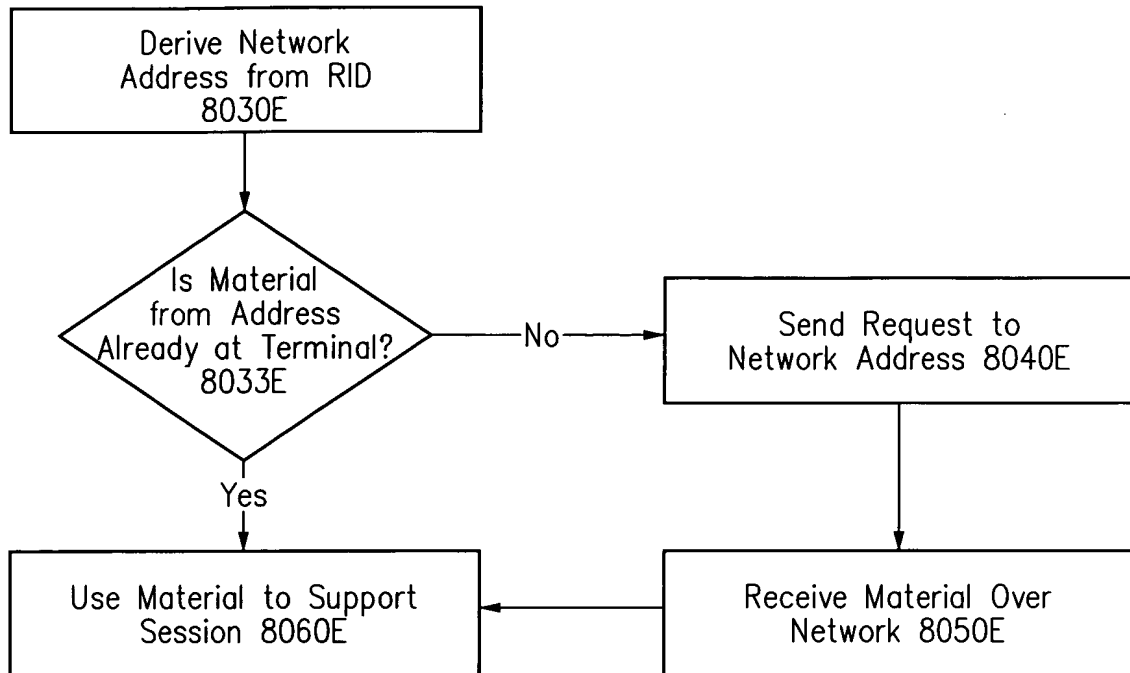 Derive Network
Address from RID
8030E
Is Material
from Address
Already at Terminal?
8033E
No
Send Request to
Network Address 8040E
Yes
Use Material to Support
Session 8060E
Receive Material Over
Network 8050E